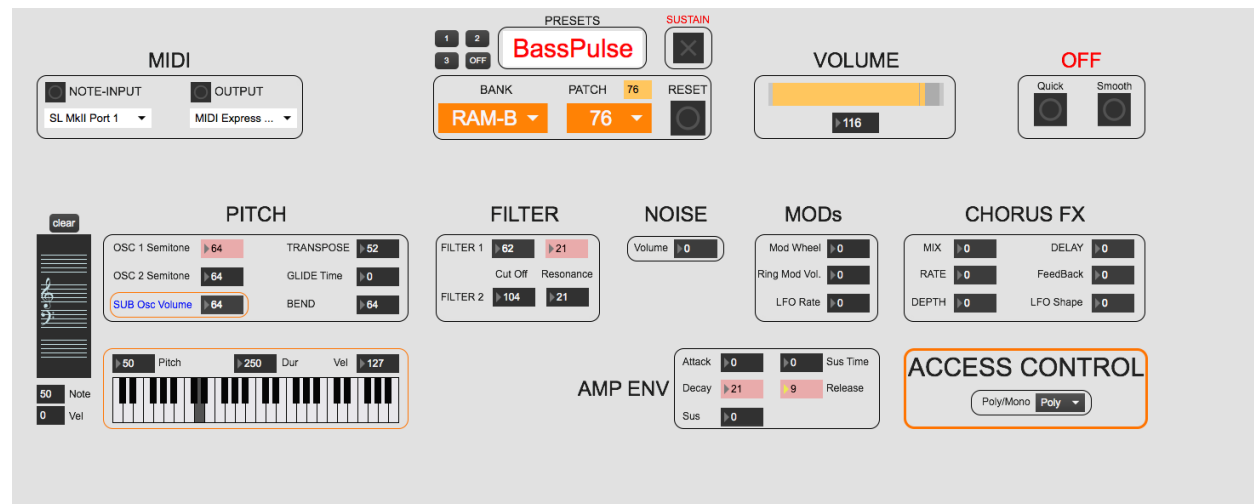 PRESETS
SUSTAIN
1 2
3 OFF
BassPulse
MIDI
NOTE-INPUT
OUTPUT
SL MkII Port 1
MIDI Express ...
BANK
PATCH 76
RESET
RAM-B
76
VOLUME
116
OFF
Quick
Smooth
clear
PITCH
OSC 1 Semitone 64
TRANSPOSE 52
OSC 2 Semitone 64
GLIDE Time 0
SUB Osc Volume 64
BEND 64
FILTER
FILTER 1 62 21
Cut Off Resonance
FILTER 2 104 21
NOISE
Volume 0
MODs
Mod Wheel 0
Ring Mod Vol. 0
LFO Rate 0
CHORUS FX
MIX 0
DELAY 0
RATE 0
FeedBack 0
DEPTH 0
LFO Shape 0
50 Note
0 Vel
50 Pitch
250 Dur
Vel 127
AMP ENV
Attack 0
0 Sus Time
Decay 21
9 Release
Sus 0
ACCESS CONTROL
Poly/Mono Poly